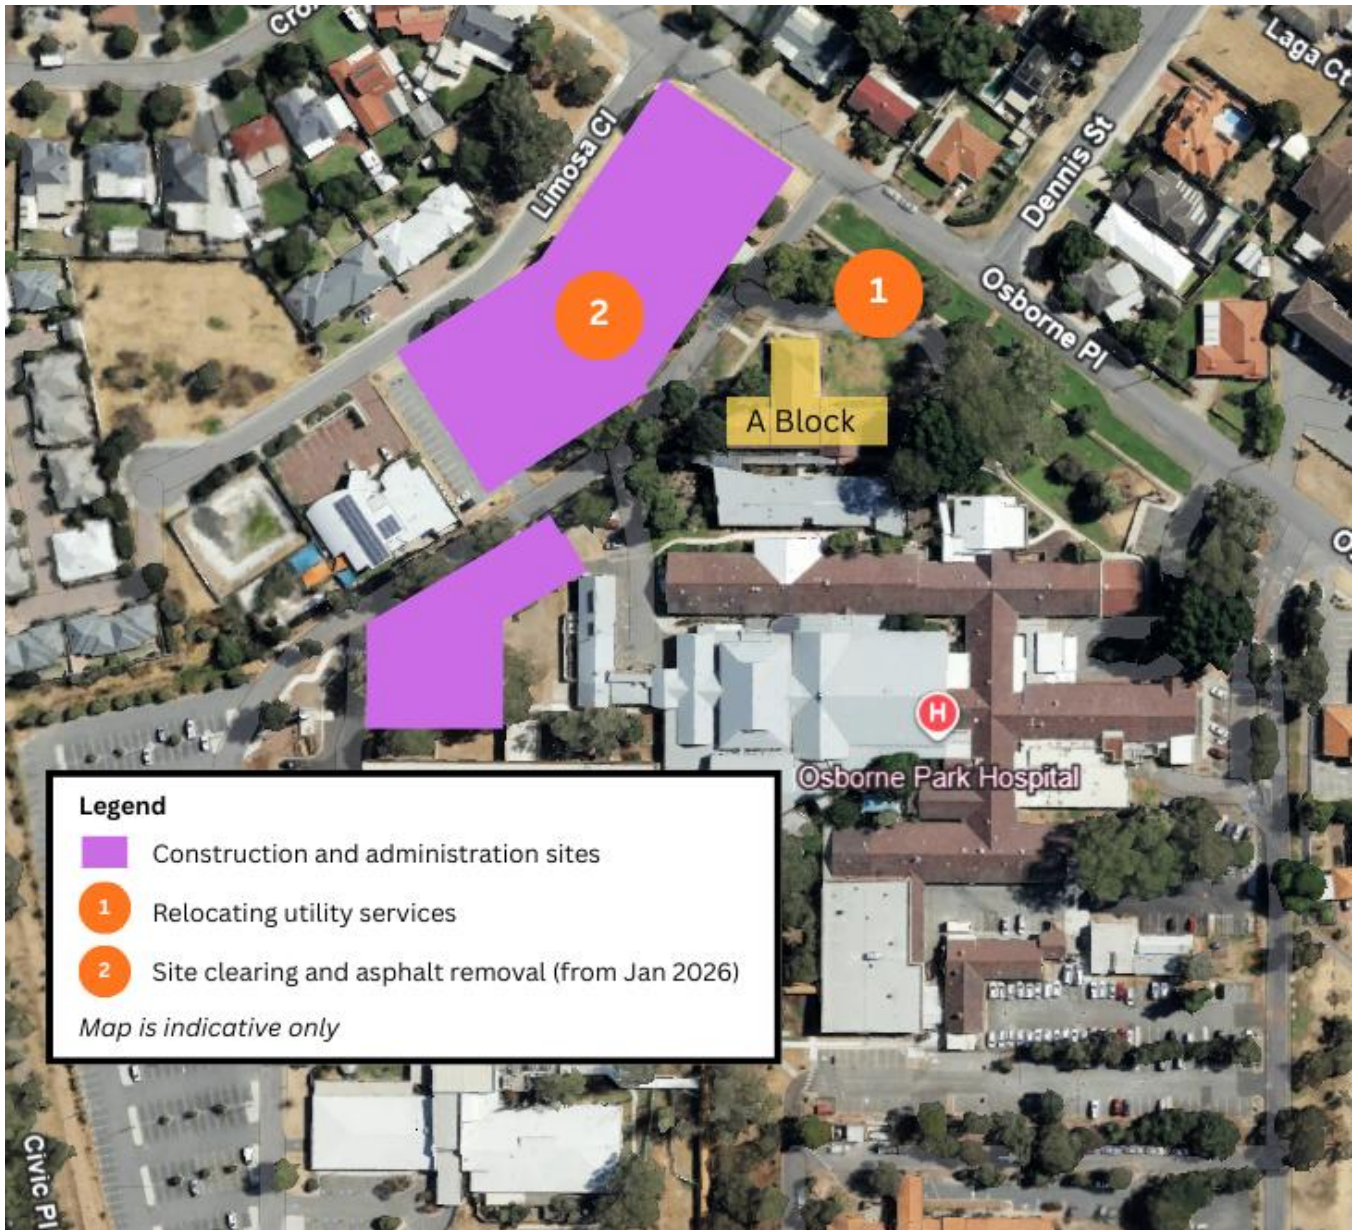 Cro
Laga Ct
Limosa Cl
Dennis St
2
1
Osborne Pl
A Block
O
H
Osborne Park Hospital
Legend
Construction and administration sites
1 Relocating utility services
2 Site clearing and asphalt removal (from Jan 2026)
Map is indicative only
Civic Pl